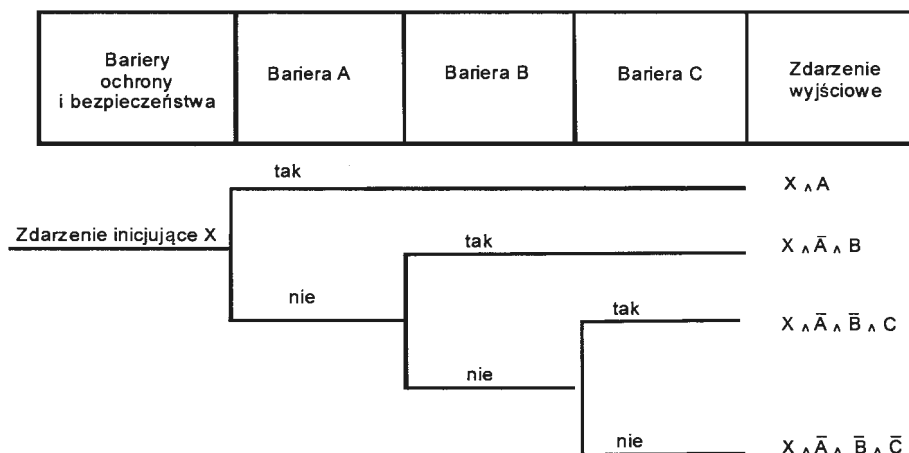 Bariery
ochrony
i bezpieczeństwa
Bariera A
Bariera B
Bariera C
Zdarzenie
wyjściowe
tak
X ∧ A
Zdarzenie inicjujące X
tak
X ∧ Ā ∧ B
nie
tak
X ∧ Ā ∧ B̄ ∧ C
nie
nie
X ∧ Ā ∧ B̄ ∧ C̄